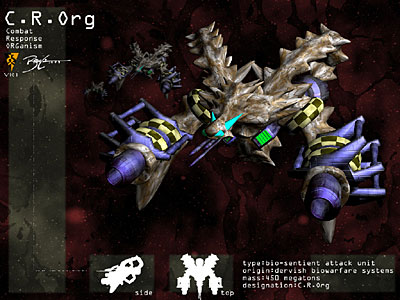 C.R.Org
Combat
Response
ORGanism
VRI
side
top
type:bio-sentient attack unit
origin:dervish biowarfare systems
mass:450 megatons
designation:C.R.Org